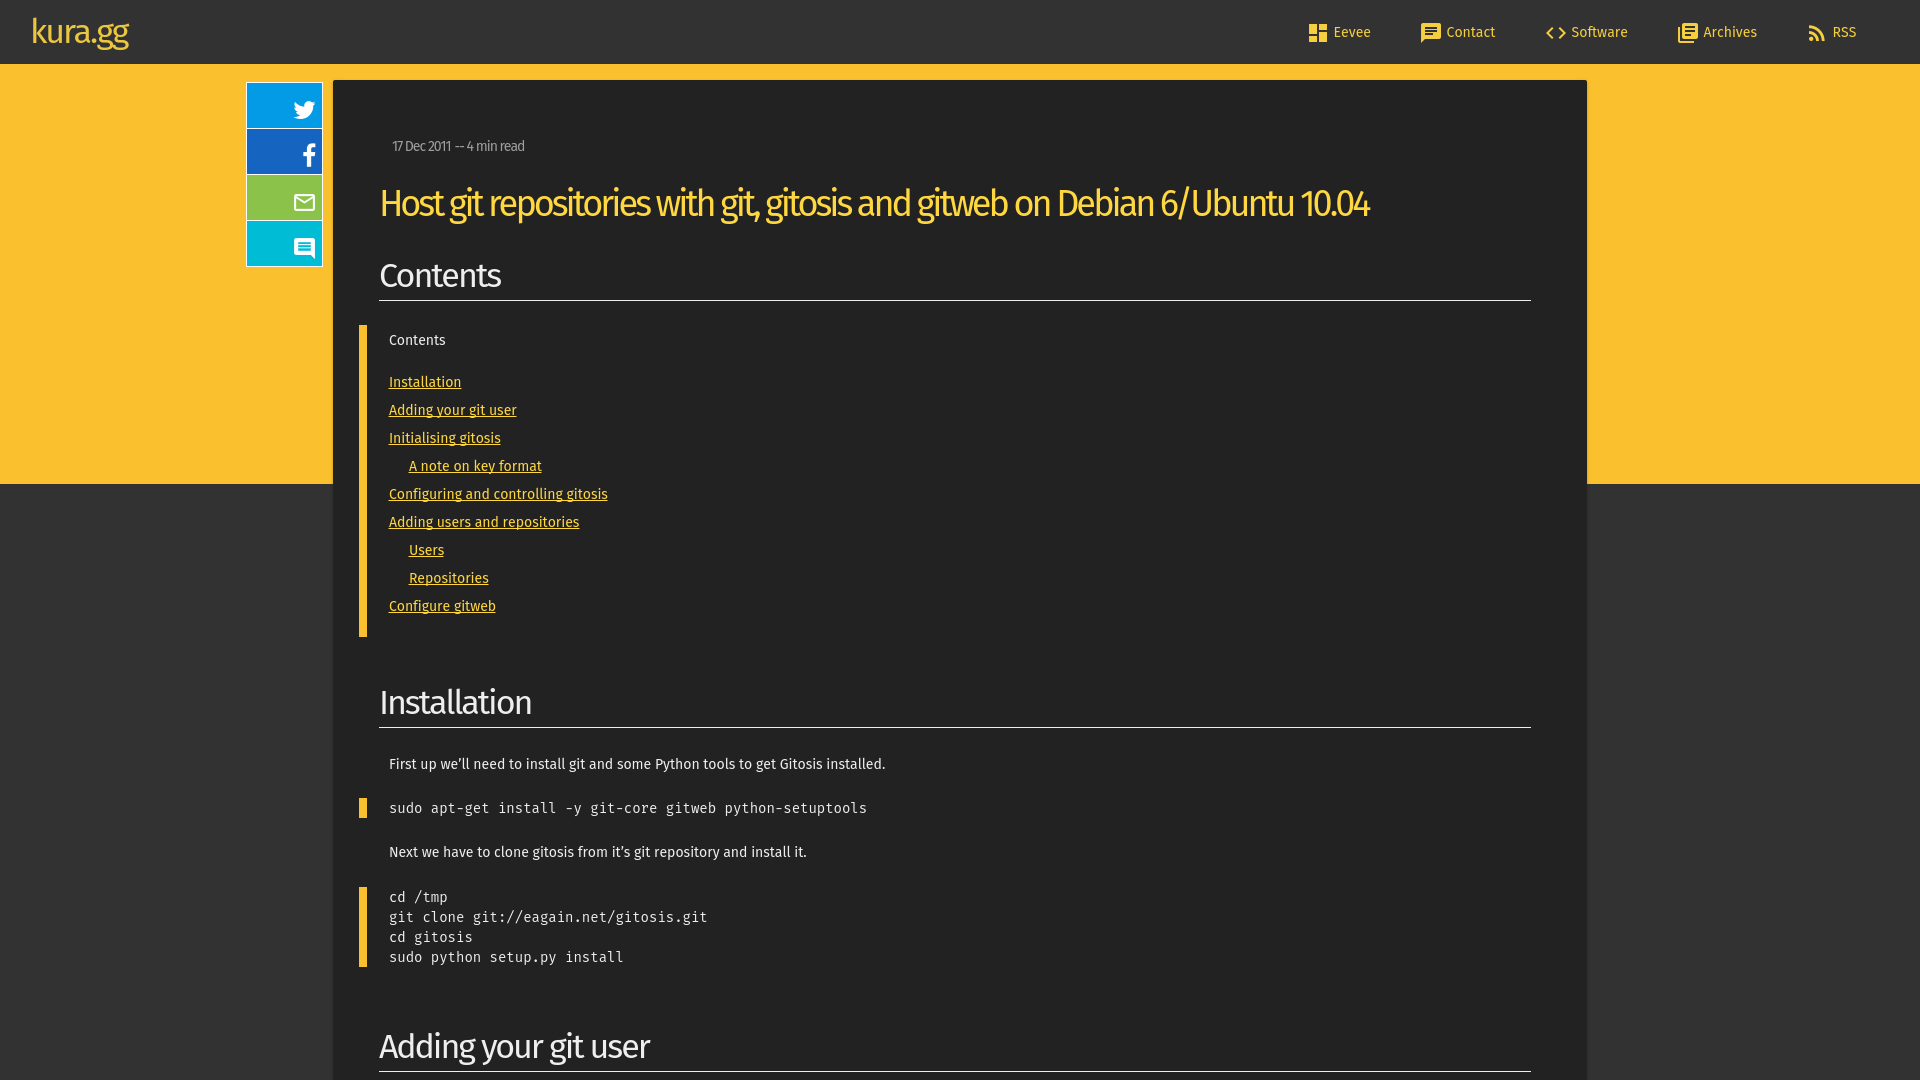 kura.gg
Eevee
Contact
Software
Archives
RSS
17 Dec 2011 -- 4 min read
Host git repositories with git, gitosis and gitweb on Debian 6/Ubuntu 10.04
Contents
Contents
Installation
Adding your git user
Initialising gitosis
A note on key format
Configuring and controlling gitosis
Adding users and repositories
Users
Repositories
Configure gitweb
Installation
First up we’ll need to install git and some Python tools to get Gitosis installed.
sudo apt-get install -y git-core gitweb python-setuptools
Next we have to clone gitosis from it’s git repository and install it.
cd /tmp
git clone git://eagain.net/gitosis.git
cd gitosis
sudo python setup.py install
Adding your git user